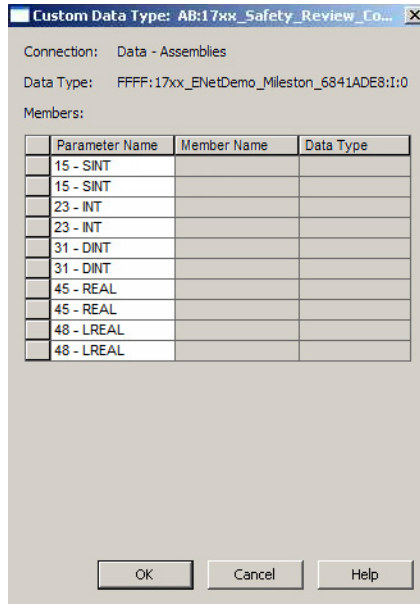 Custom Data Type: AB:17xx_Safety_Review_Co...
Connection: Data - Assemblies
Data Type: FFFF:17xx_ENetDemo_Mileston_6841ADE8:I:0
Members:
Parameter Name Member Name Data Type
15 - SINT
15 - SINT
23 - INT
23 - INT
31 - DINT
31 - DINT
45 - REAL
45 - REAL
48 - LREAL
48 - LREAL
OK Cancel Help